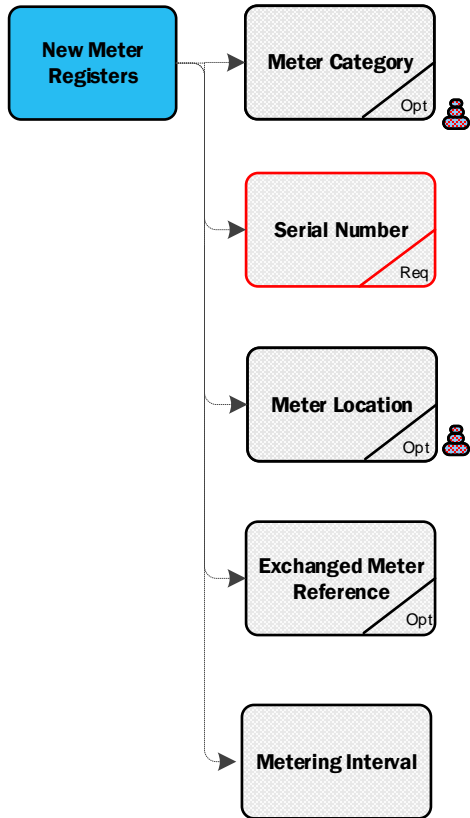 New Meter
Registers
Meter Category
Opt
Serial Number
Req
Meter Location
Opt
Exchanged Meter
Reference
Opt
Metering Interval